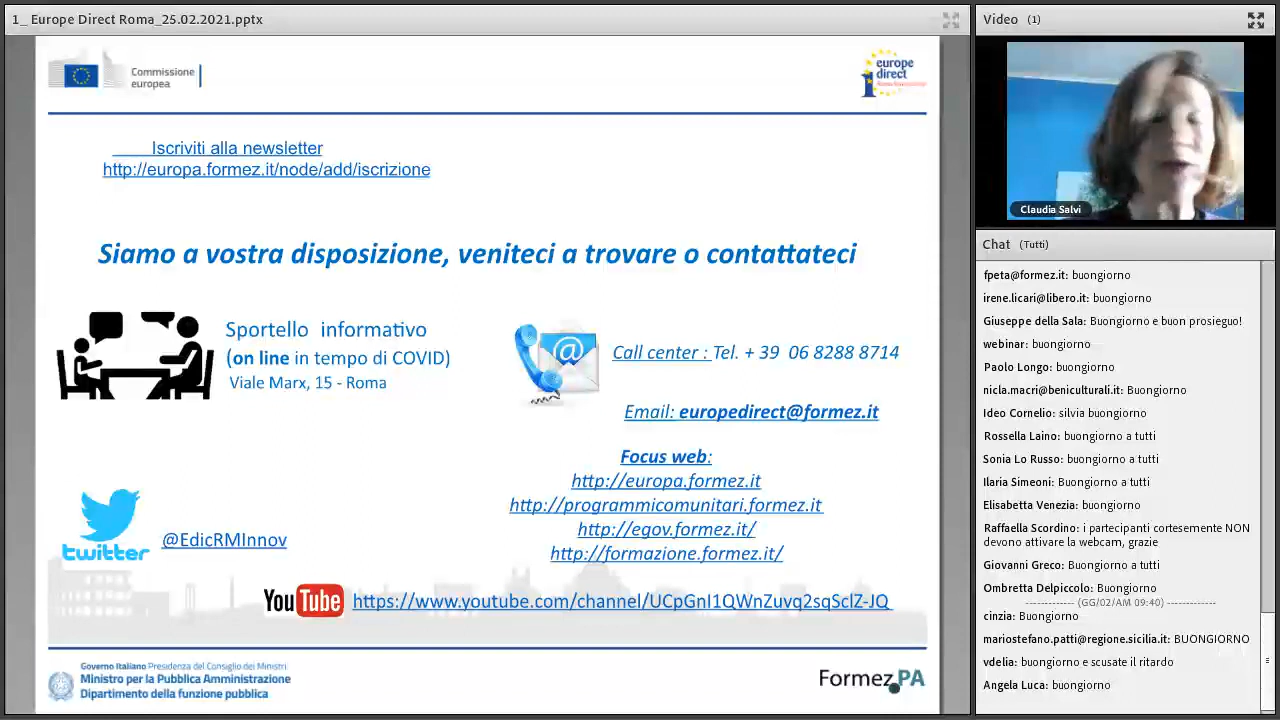 1_ Europe Direct Roma_25.02.2021.pptx
Commissione
europea
europe
direct
Iscriviti alla newsletter
http://europa.formez.it/node/add/iscrizione
Siamo a vostra disposizione, veniteci a trovare o contattateci
Sportello informativo
(on line in tempo di COVID)
Viale Marx, 15 - Roma
Call center : Tel. + 39 06 8288 8714
Email: europedirect@formez.it
Focus web:
http://europa.formez.it
http://programmicomunitari.formez.it
http://egov.formez.it/
http://formazione.formez.it/
twitter
@EdicRMInnov
YouTube https://www.youtube.com/channel/UCpGnI1QWnZuvq2sqSclZ-JQ
Governo Italiano Presidenza del Consiglio dei Ministri
Ministro per la Pubblica Amministrazione
Dipartimento della funzione pubblica
Formez PA
Video (1)
Claudia Salvi
Chat (Tutti)
fpeta@formez.it: buongiorno
irene.licari@libero.it: buongiorno
Giuseppe della Sala: Buongiorno e buon prosieguo!
webinar: buongiorno
Paolo Longo: buongiorno
nicla.macri@beniculturali.it: Buongiorno
Ideo Cornelio: silvia buongiorno
Rossella Laino: buongiorno a tutti
Sonia Lo Russo: buongiorno a tutti
Ilaria Simeoni: Buongiorno a tutti
Elisabetta Venezia: buongiorno
Raffaella Scordino: i partecipanti cortesemente NON
devono attivare la webcam, grazie
Giovanni Greco: Buongiorno a tutti
Ombretta Delpiccolo: Buongiorno
------------- (GG/02/AM 09:40) -------------
cinzia: Buongiorno
mariostefano.patti@regione.sicilia.it: BUONGIORNO
vdelia: buongiorno e scusate il ritardo
Angela Luca: buongiorno